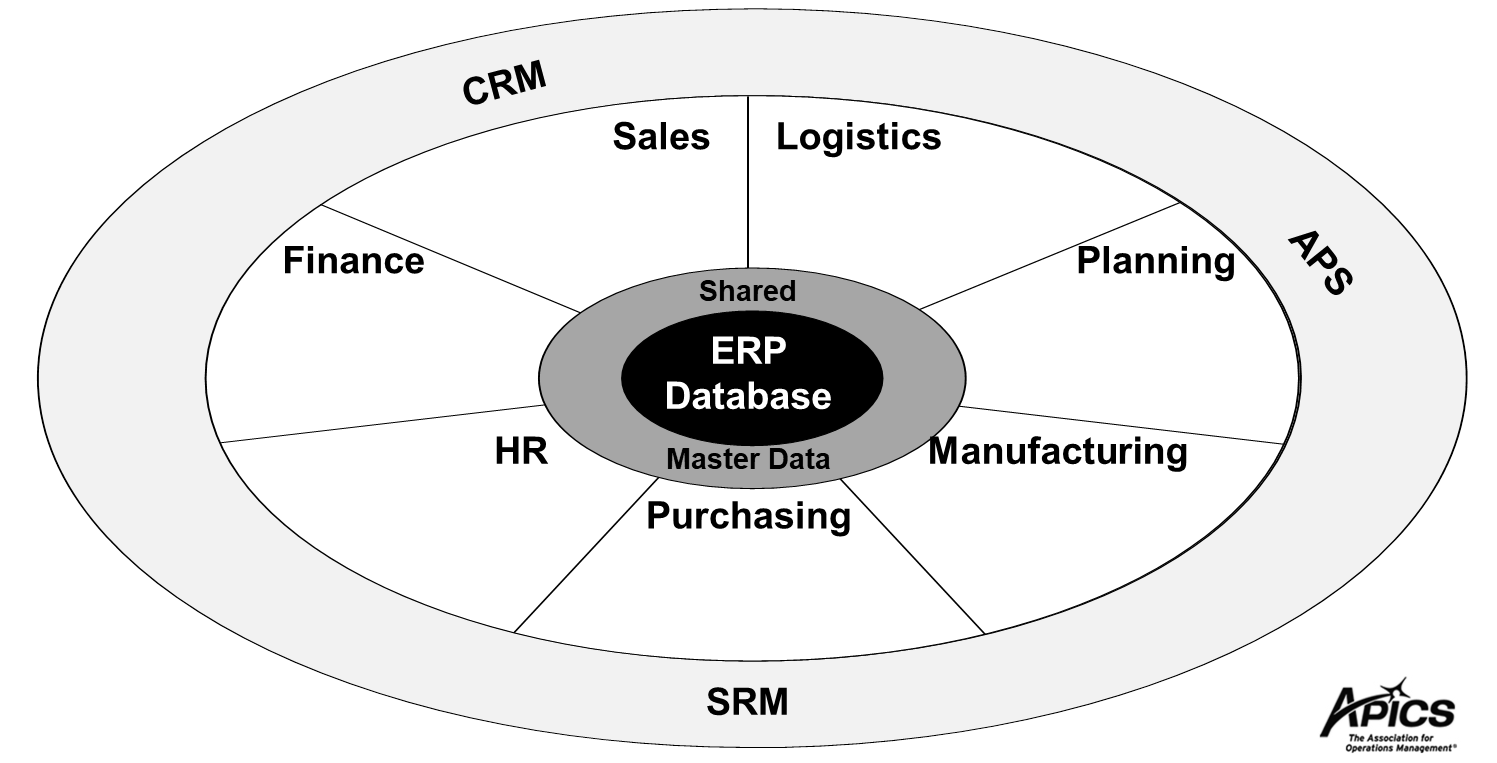 CRM
Sales
Logistics
Finance
Planning
APS
Shared
ERP
Database
Master Data
HR
Manufacturing
Purchasing
SRM
APICS
The Association for
Operations Management®